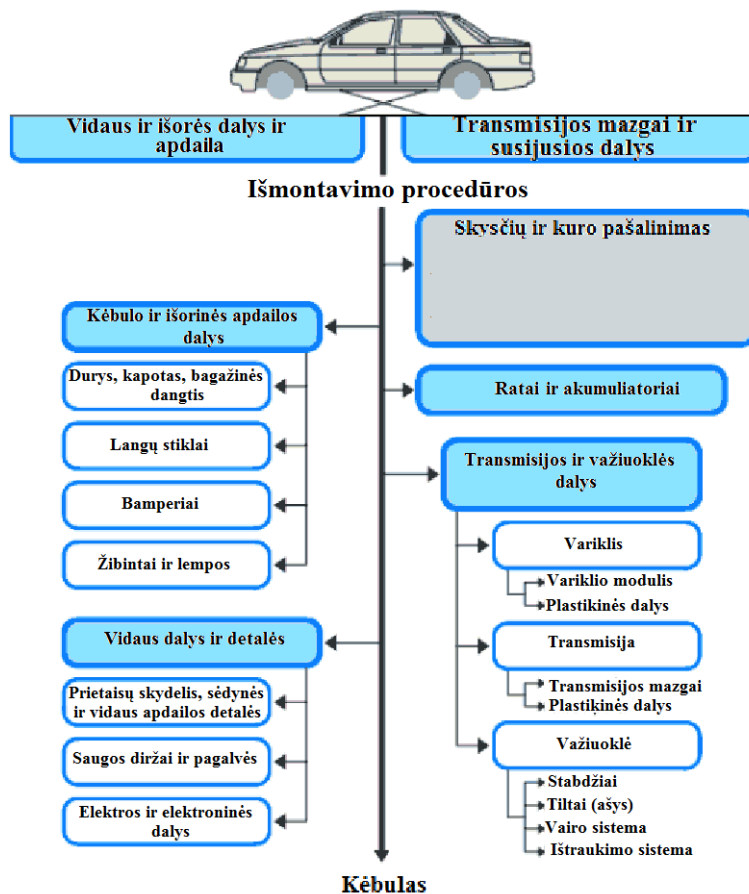 Vidaus ir išorės dalys ir
apdaila
Transmisijos mazgai ir
susijusios dalys
Išmontavimo procedūros
Skysčių ir kuro pašalinimas
Kėbulo ir išorinės apdailos
dalys
Durys, kapotas, bagažinės
dangtis
Langų stiklai
Bamperiai
Žibintai ir lempos
Ratai ir akumuliatoriai
Transmisijos ir važiuoklės
dalys
Variklis
Variklio modulis
Plastikinės dalys
Transmisija
Transmisijos mazgai
Plastiķinės dalys
Važiuoklė
Stabdžiai
Tiltai (ašys)
Vairo sistema
Ištraukimo sistema
Vidaus dalys ir detalės
Prietaisų skydelis, sėdynės
ir vidaus apdailos detalės
Saugos diržai ir pagalvės
Elektros ir elektroninės
dalys
Kėbulas